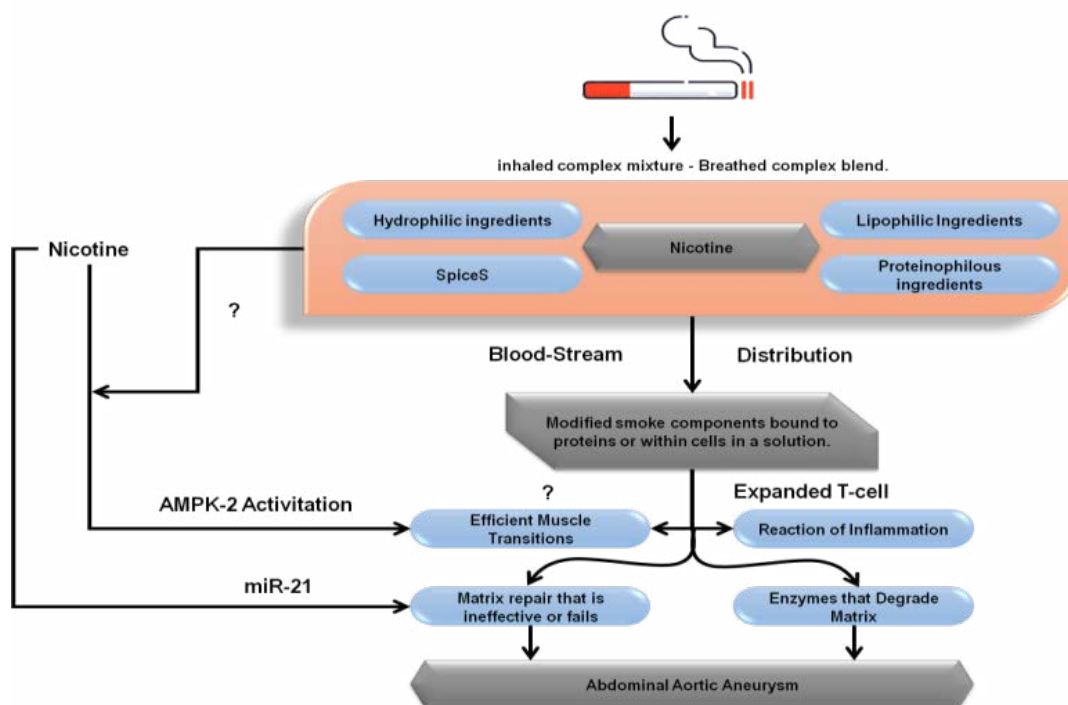 inhaled complex mixture - Breathed complex blend.
Hydrophilic ingredients
Lipophilic Ingredients
Nicotine
Nicotine
SpiceS
Proteinophilous
ingredients
?
Blood-Stream
Distribution
Modified smoke components bound to
proteins or within cells in a solution.
?
Expanded T-cell
AMPK-2 Activitation
Efficient Muscle
Transitions
Reaction of Inflammation
miR-21
Matrix repair that is
ineffective or fails
Enzymes that Degrade
Matrix
Abdominal Aortic Aneurysm